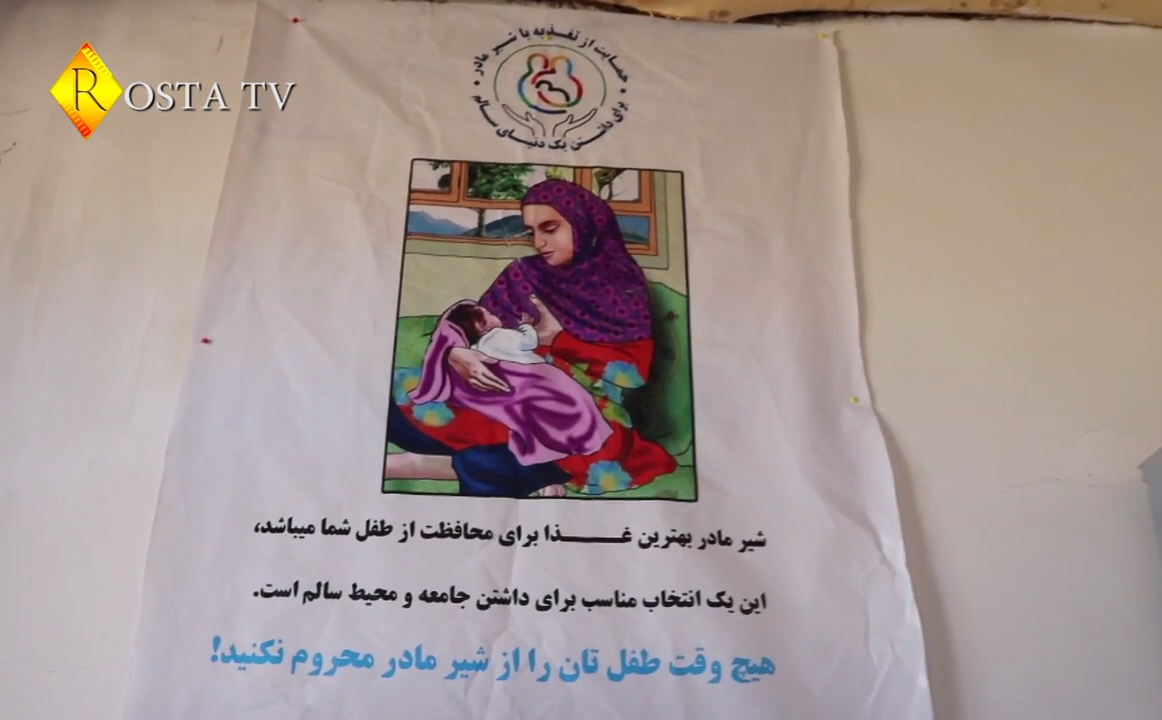 ROSTA TV
حمایت از تغذیه با شیر مادر
برای داشتن یک دنیای سالم
شیر مادر بهترین غـــــــذا برای محافظت از طفل شما میباشد،
این یک انتخاب مناسب برای داشتن جامعه و محیط سالم است.
هیچ وقت طفل تان را از شیر مادر محروم نکنید!